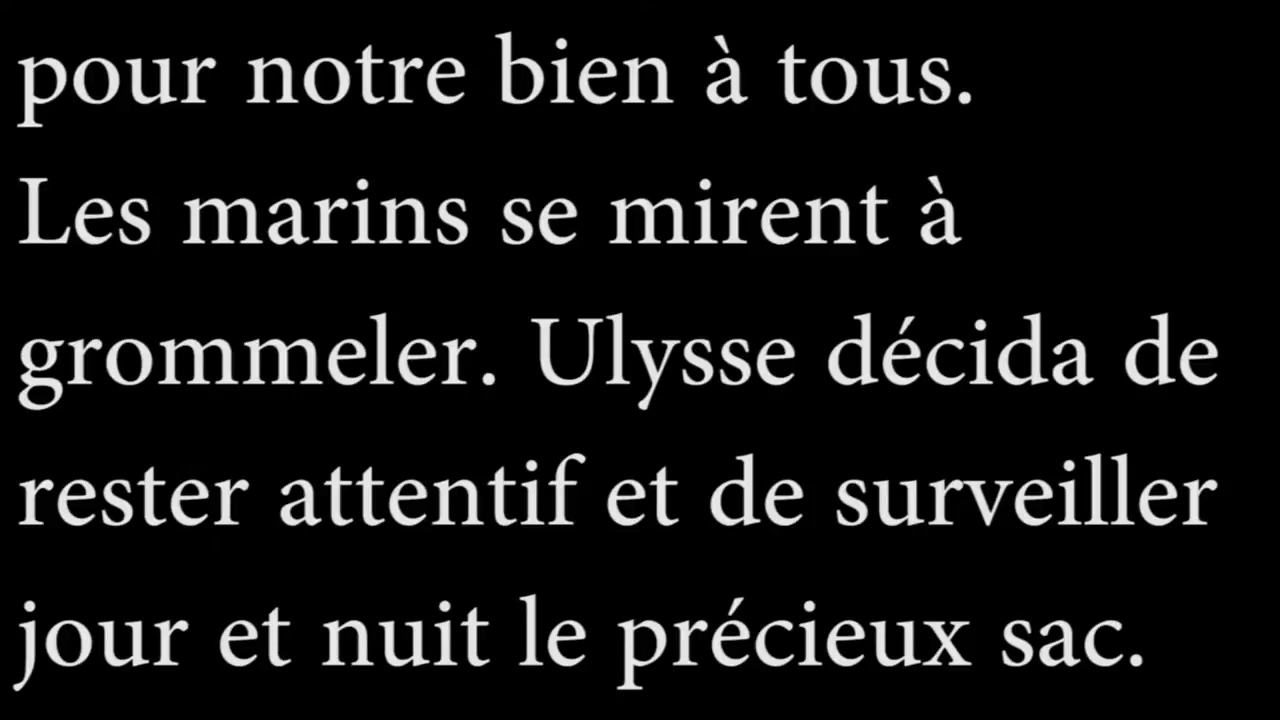 pour notre bien à tous.
Les marins se mirent à
grommeler. Ulysse décida de
rester attentif et de surveiller
jour et nuit le précieux sac.